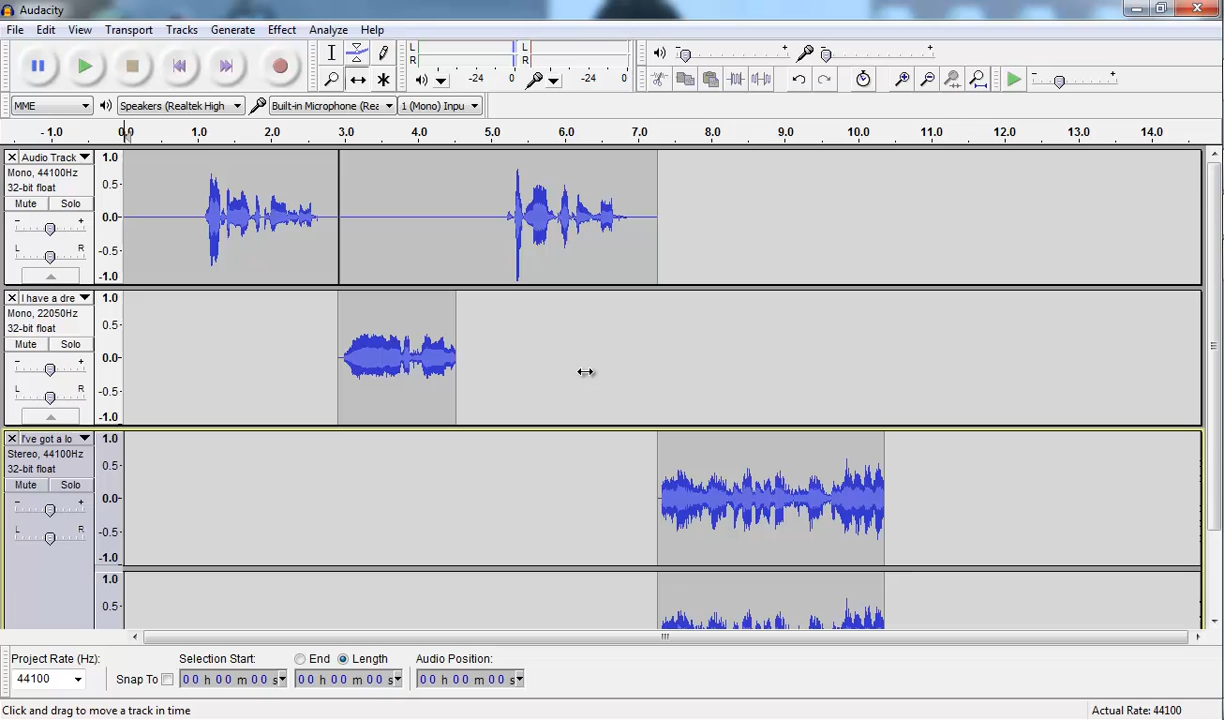 Audacity
File Edit View Transport Tracks Generate Effect Analyze Help
L
R
-24 0
L
R
-24 0
MME Speakers (Realtek High Built-in Microphone (Rea 1 (Mono) Inpu
- 1.0 0.0 1.0 2.0 3.0 4.0 5.0 6.0 7.0 8.0 9.0 10.0 11.0 12.0 13.0 14.0
Audio Track
Mono, 44100Hz
32-bit float
Mute Solo
- +
L R
1.0
0.5
0.0
-0.5
-1.0
I have a dre
Mono, 22050Hz
32-bit float
Mute Solo
- +
L R
1.0
0.5
0.0
-0.5
-1.0
I've got a lo
Stereo, 44100Hz
32-bit float
Mute Solo
- +
L R
1.0
0.5
0.0
-0.5
-1.0
1.0
0.5
Project Rate (Hz): Selection Start: End Length Audio Position:
44100 Snap To 00 h 00 m 00 s 00 h 00 m 00 s 00 h 00 m 00 s
Click and drag to move a track in time Actual Rate: 44100